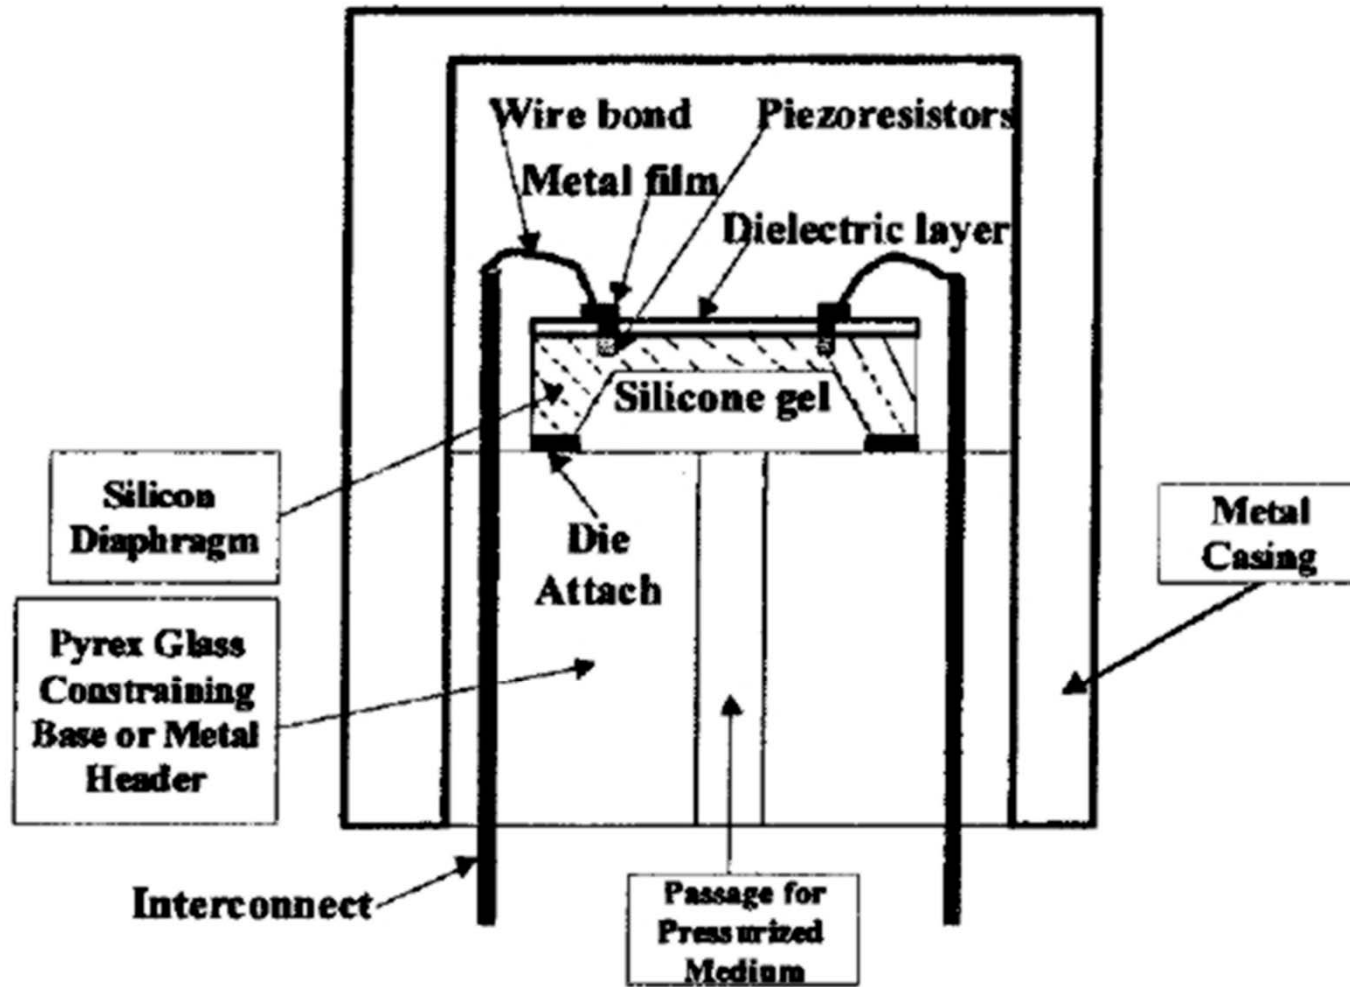 Wire bond
Piezoresistors
Metal film
Dielectric layer
Silicone gel
Silicon
Diaphragm
Die
Attach
Metal
Casing
Pyrex Glass
Constraining
Base or Metal
Header
Interconnect
Passage for
Pressurized
Medium